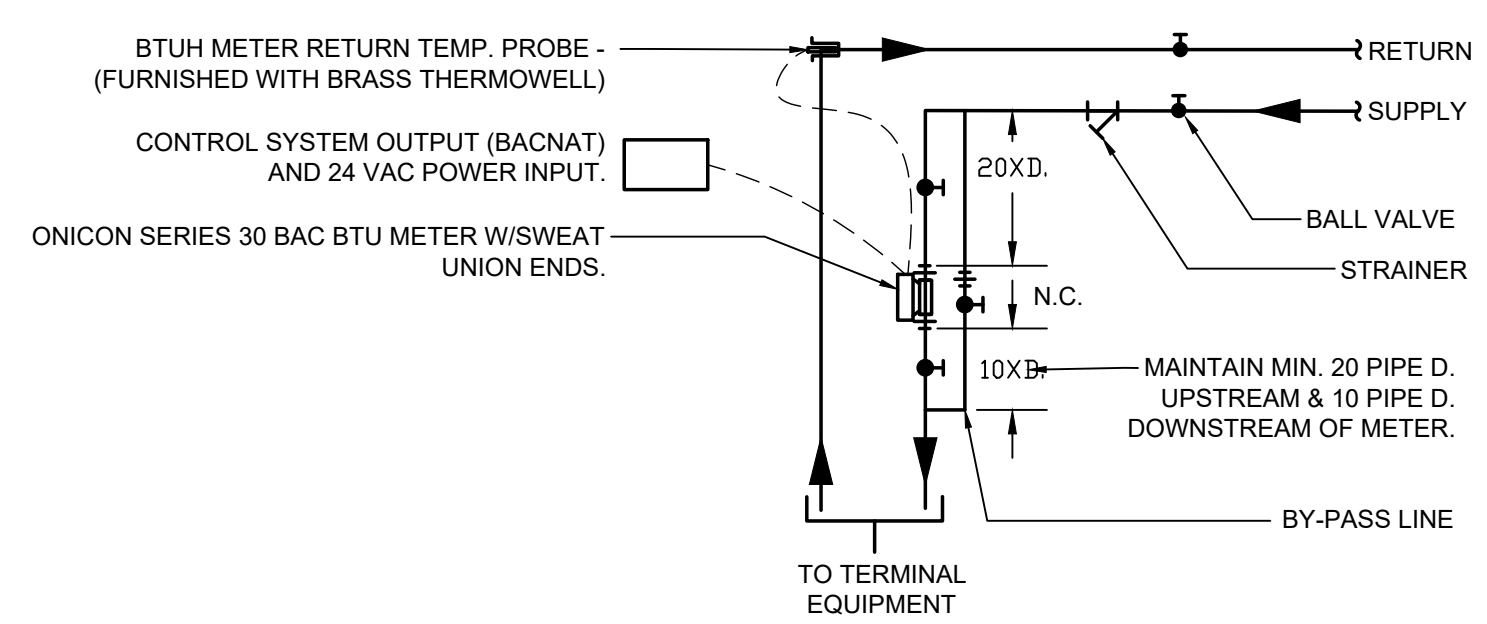 BTUH METER RETURN TEMP. PROBE -
(FURNISHED WITH BRASS THERMOWELL)
RETURN
SUPPLY
CONTROL SYSTEM OUTPUT (BACNAT)
AND 24 VAC POWER INPUT.
20XD.
BALL VALVE
ONICON SERIES 30 BAC BTU METER W/SWEAT
UNION ENDS.
STRAINER
N.C.
10XD.
MAINTAIN MIN. 20 PIPE D.
UPSTREAM & 10 PIPE D.
DOWNSTREAM OF METER.
BY-PASS LINE
TO TERMINAL
EQUIPMENT